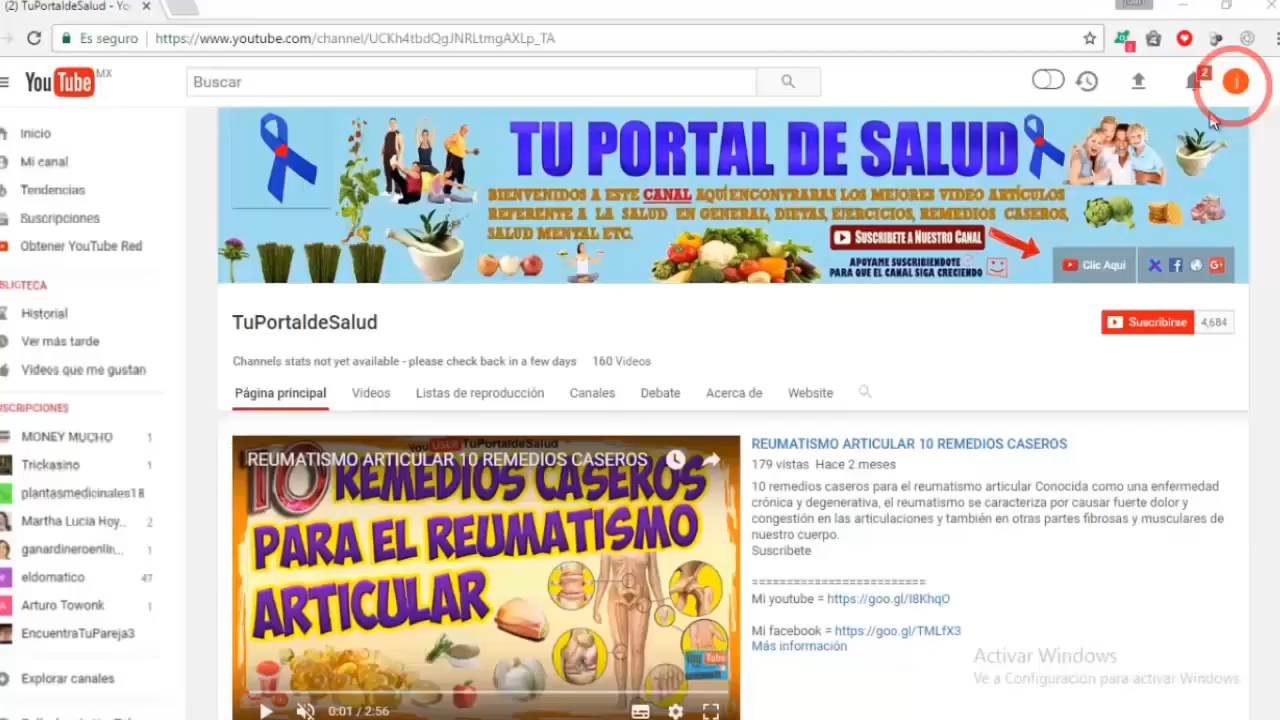 (2) TuPortaldeSalud - Yo
Es seguro
https://www.youtube.com/channel/UCKh4tbdQgJNRLtmgAXLp_TA
YouTube MX
Buscar
2
j
Inicio
Mi canal
Tendencias
Suscripciones
Obtener YouTube Red
BLIOTECA
Historial
Ver más tarde
Videos que me gustan
SCRIPCIONES
MONEY MUCHO 1
Trickasino 1
plantasmedicinales18
Martha Lucia Hoy... 2
ganardineroenlin... 1
eldomatico 47
Arturo Towonk 1
EncuentraTuPareja3
Explorar canales
TU PORTAL DE SALUD
BIENVENIDOS A ESTE CANAL AQUÍ ENCONTRARAS LOS MEJORES VIDEO ARTÍCULOS
REFERENTE A LA SALUD EN GENERAL, DIETAS, EJERCICIOS, REMEDIOS CASEROS,
SALUD MENTAL ETC.
SUSCRIBETE A NUESTRO CANAL
APOYAME SUSCRIBIENDOTE
PARA QUE EL CANAL SIGA CRECIENDO
Clic Aqui
TuPortaldeSalud
Suscribirse 4,684
Channels stats not yet available - please check back in a few days 160 Videos
Página principal
Videos
Listas de reproducción
Canales
Debate
Acerca de
Website
TuPortaldeSalud
REUMATISMO ARTICULAR 10 REMEDIOS CASEROS
10 REMEDIOS CASEROS
PARA EL REUMATISMO
ARTICULAR
You Tube
0:01 / 2:56
REUMATISMO ARTICULAR 10 REMEDIOS CASEROS
179 vistas Hace 2 meses
10 remedios caseros para el reumatismo articular Conocida como una enfermedad
crónica y degenerativa, el reumatismo se caracteriza por causar fuerte dolor y
congestión en las articulaciones y también en otras partes fibrosas y musculares de
nuestro cuerpo.
Suscribete
=========================
Mi youtube = https://goo.gl/I8KhqO
Mi facebook = https://goo.gl/TMLfX3
Más información
Activar Windows
Ve a Configuración para activar Windows.